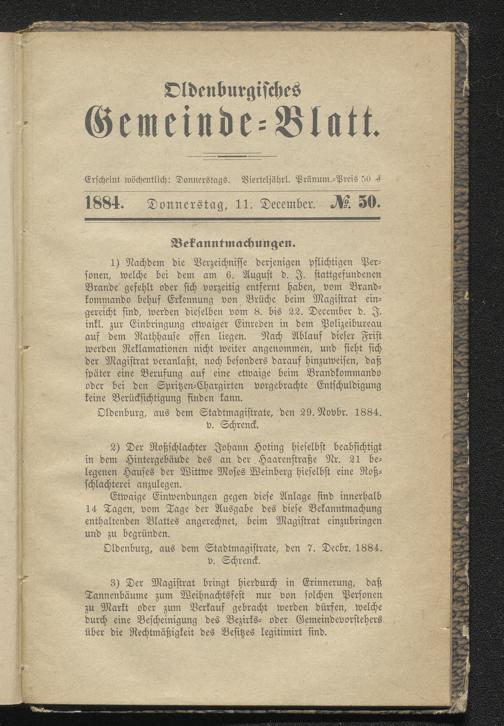 Oldenburgisches
Gemeinde-Blatt.
Erscheint wöchentlich: Donnerstags. Vierteljährl. Pränum.-Preis 50 ₰
1884. Donnerstag, 11. December. №. 50.
Bekanntmachungen.
1) Nachdem die Verzeichnisse derjenigen pflichtigen Per-
sonen, welche bei dem am 6. August d. J. stattgefundenen
Brande gefehlt oder sich vorzeitig entfernt haben, vom Brand-
kommando behuf Erkennung von Brüche beim Magistrat ein-
gereicht sind, werden dieselben vom 8. bis 22. December d. J.
inkl. zur Einbringung etwaiger Einreden in dem Polizeibureau
auf dem Rathhause offen liegen. Nach Ablauf dieser Frist
werden Reklamationen nicht weiter angenommen, und sieht sich
der Magistrat veranlaßt, noch besonders darauf hinzuweisen, daß
später eine Berufung auf eine etwaige beim Brandkommando
oder bei den Spritzen-Chargirten vorgebrachte Entschuldigung
keine Berücksichtigung finden kann.
Oldenburg, aus dem Stadtmagistrate, den 29. Novbr. 1884.
v. Schrenck.
2) Der Roßschlachter Johann Hoting hieselbst beabsichtigt
in dem Hintergebäude des an der Haarenstraße Nr. 21 be-
legenen Hauses der Wittwe Moses Weinberg hieselbst eine Roß-
schlachterei anzulegen.
Etwaige Einwendungen gegen diese Anlage sind innerhalb
14 Tagen, vom Tage der Ausgabe des diese Bekanntmachung
enthaltenden Blattes angerechnet, beim Magistrat einzubringen
und zu begründen.
Oldenburg, aus dem Stadtmagistrate, den 7. Decbr. 1884.
v. Schrenck.
3) Der Magistrat bringt hierdurch in Erinnerung, daß
Tannenbäume zum Weihnachtsfest nur von solchen Personen
zu Markt oder zum Verkauf gebracht werden dürfen, welche
durch eine Bescheinigung des Bezirks- oder Gemeindevorstehers
über die Rechtmäßigkeit des Besitzes legitimirt sind.